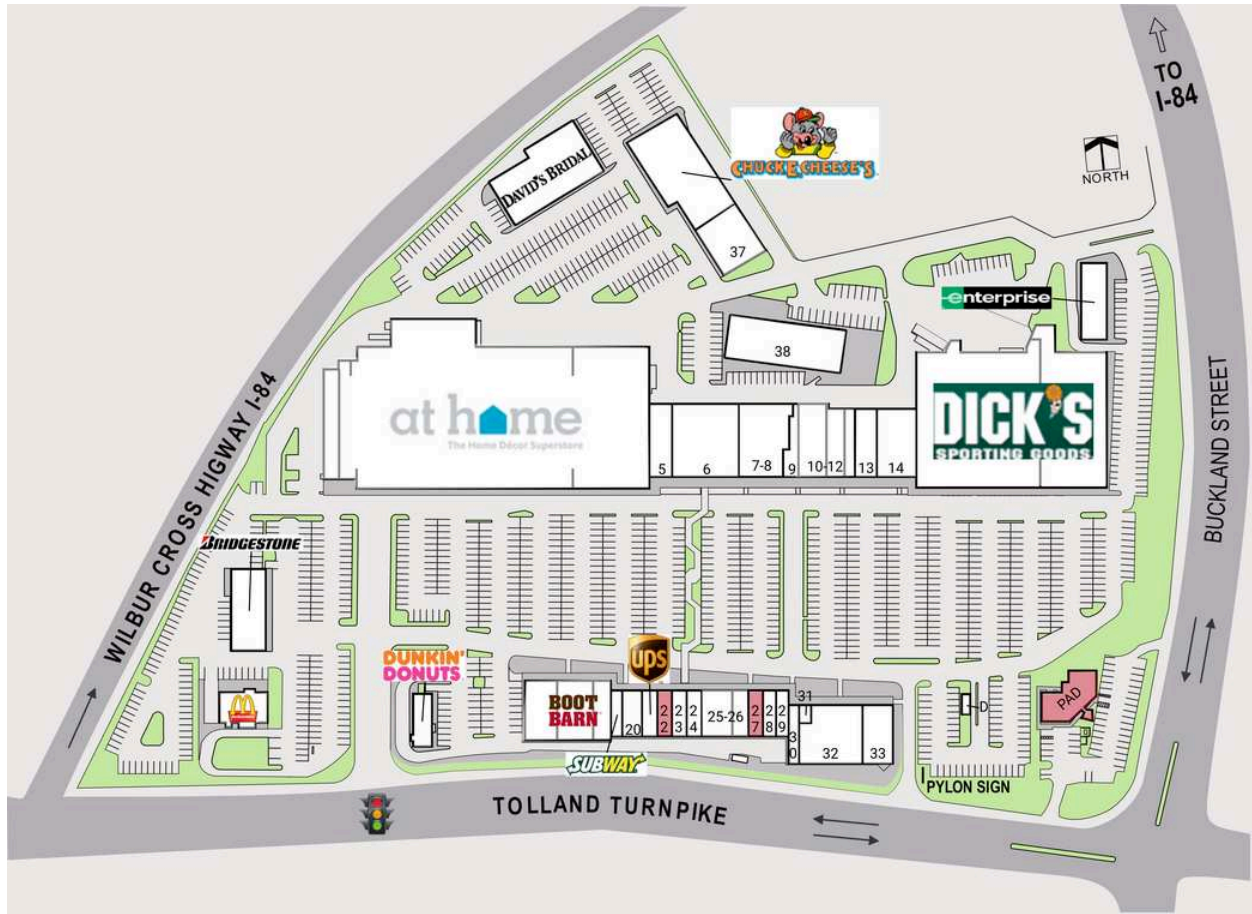 TO
I-84
NORTH
CHUCK E. CHEESE'S
DAVID'S BRIDAL
37
enterprise
38
at home
The Home Décor Superstore
DICK'S
SPORTING GOODS
5
6
7-8
9
10-12
13
14
WILBUR CROSS HIGWAY I-84
BUCKLAND STREET
BRIDGESTONE
DUNKIN'
DONUTS
ups
BOOT
BARN
SUBWAY
20
22
23
24
25-26
27
28
29
30
31
32
33
D
PAD
PYLON SIGN
TOLLAND TURNPIKE